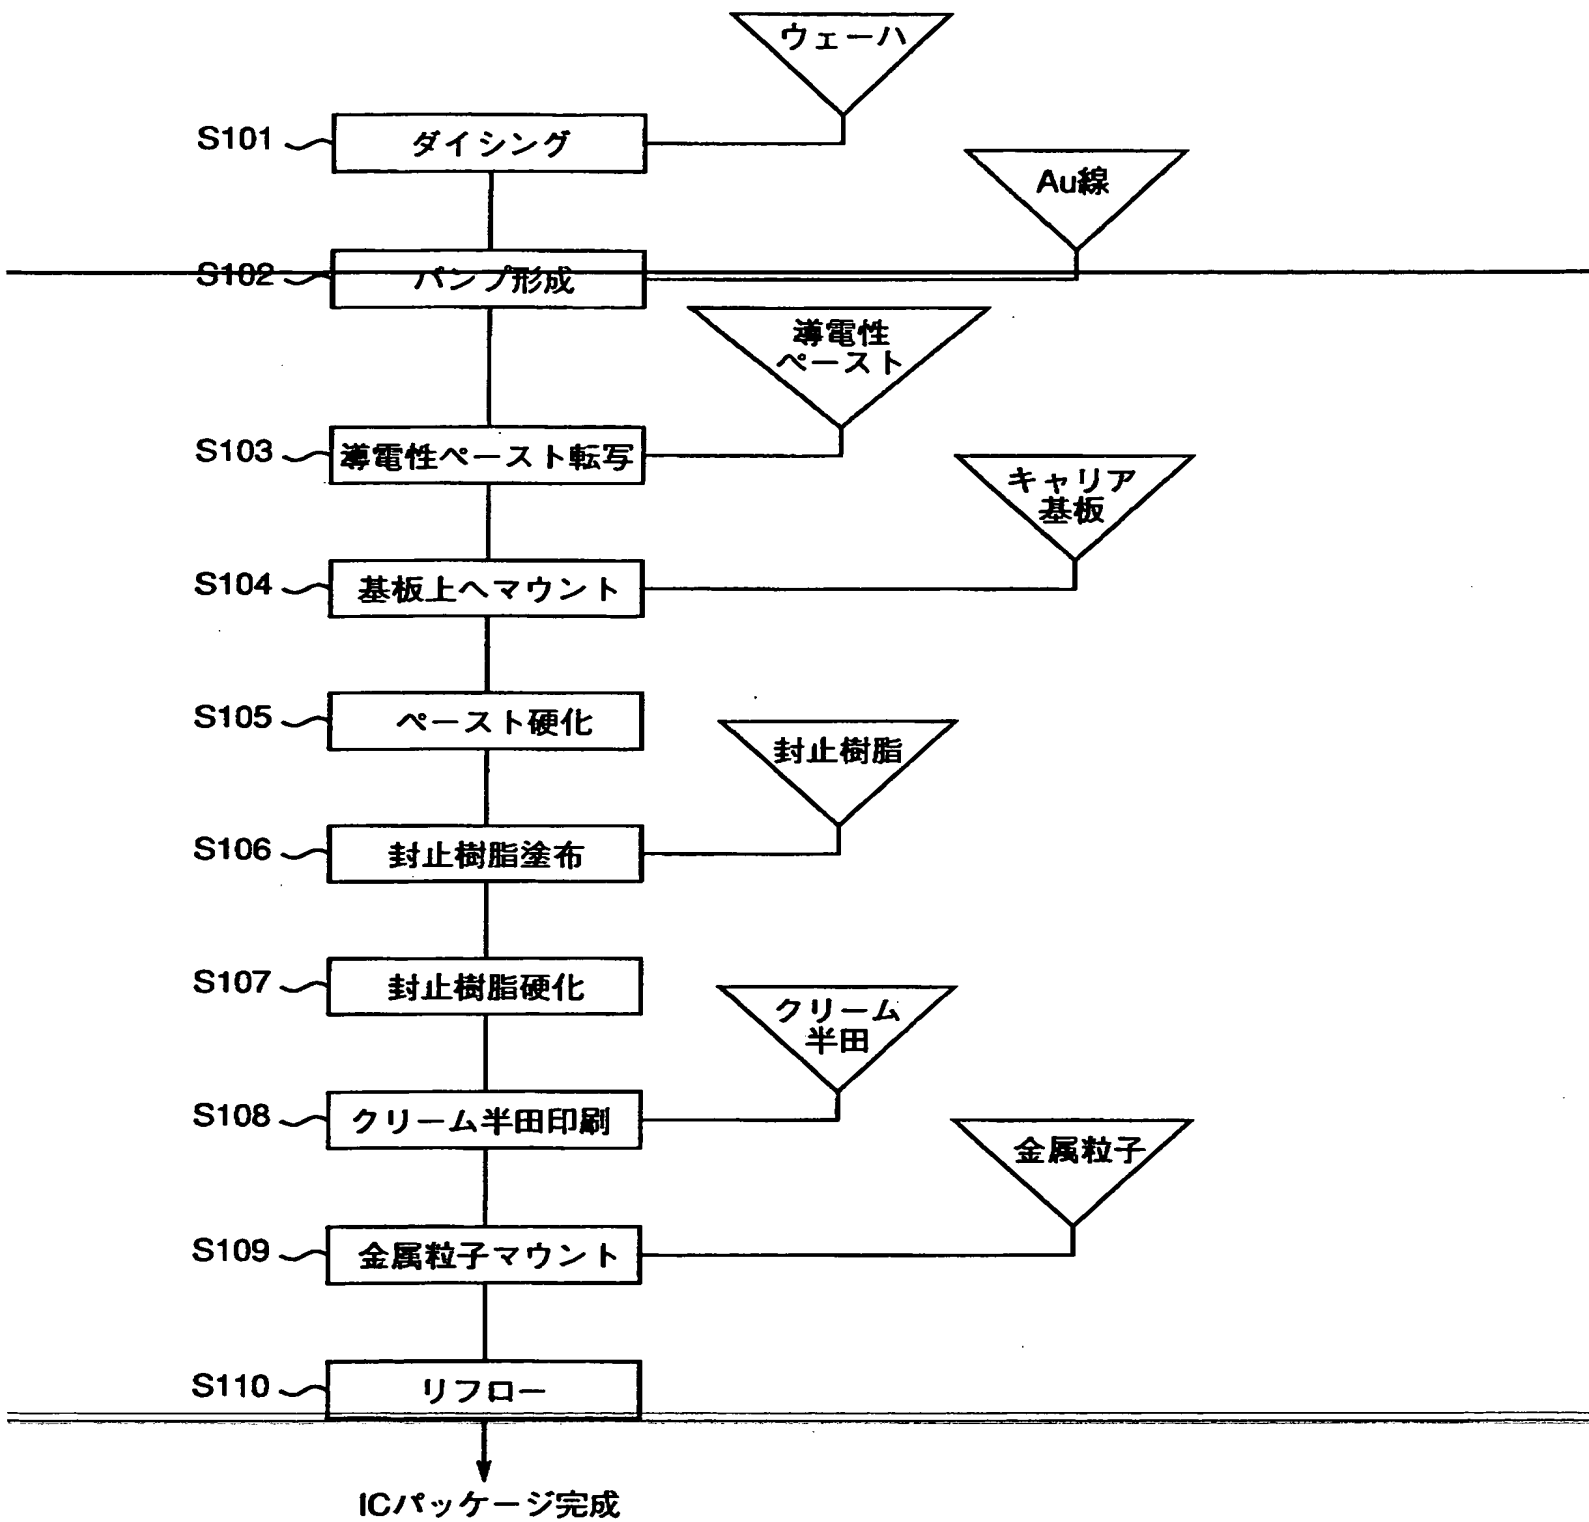 ウェーハ
S101
ダイシング
Au線
S102
バンプ形成
導電性
ペースト
S103
導電性ペースト転写
キャリア
基板
S104
基板上へマウント
S105
ペースト硬化
封止樹脂
S106
封止樹脂塗布
S107
封止樹脂硬化
クリーム
半田
S108
クリーム半田印刷
金属粒子
S109
金属粒子マウント
S110
リフロー
ICパッケージ完成